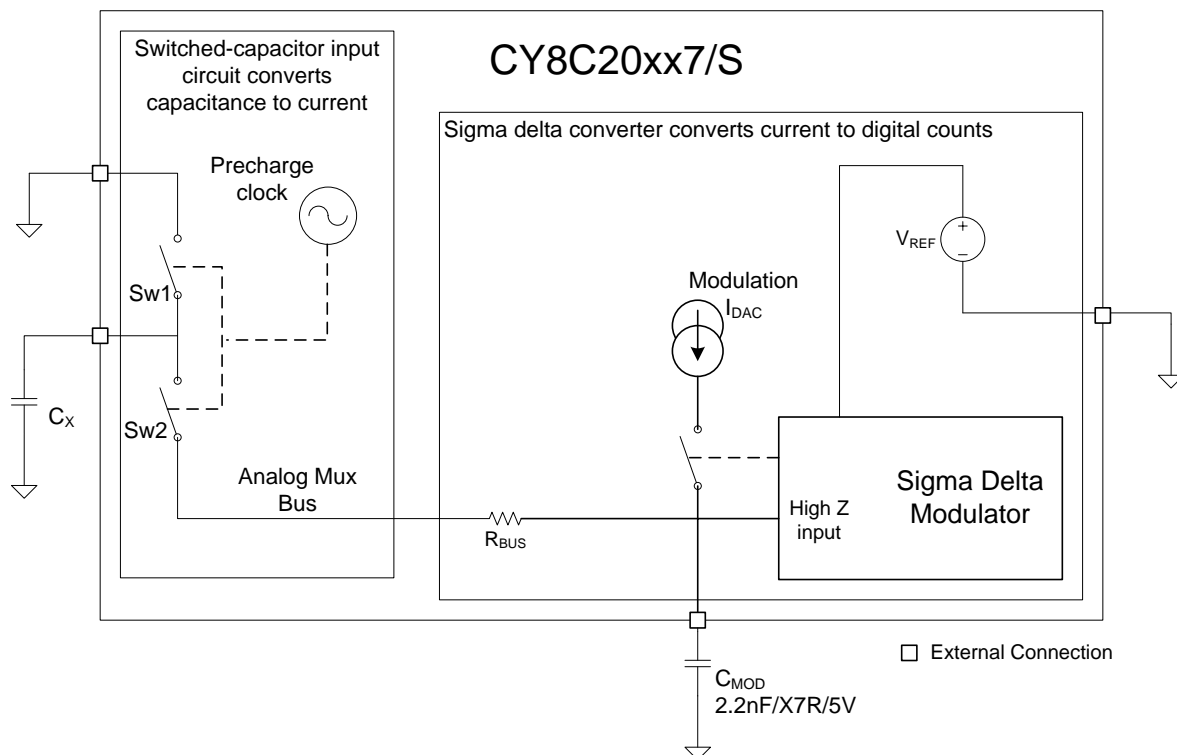 Switched-capacitor input
circuit converts
capacitance to current
CY8C20xx7/S
Sigma delta converter converts current to digital counts
Precharge
clock
+
VREF
–
Sw1
Modulation
IDAC
CX
Sw2
Analog Mux
Bus
RBUS
High Z
input
Sigma Delta
Modulator
External Connection
CMOD
2.2nF/X7R/5V